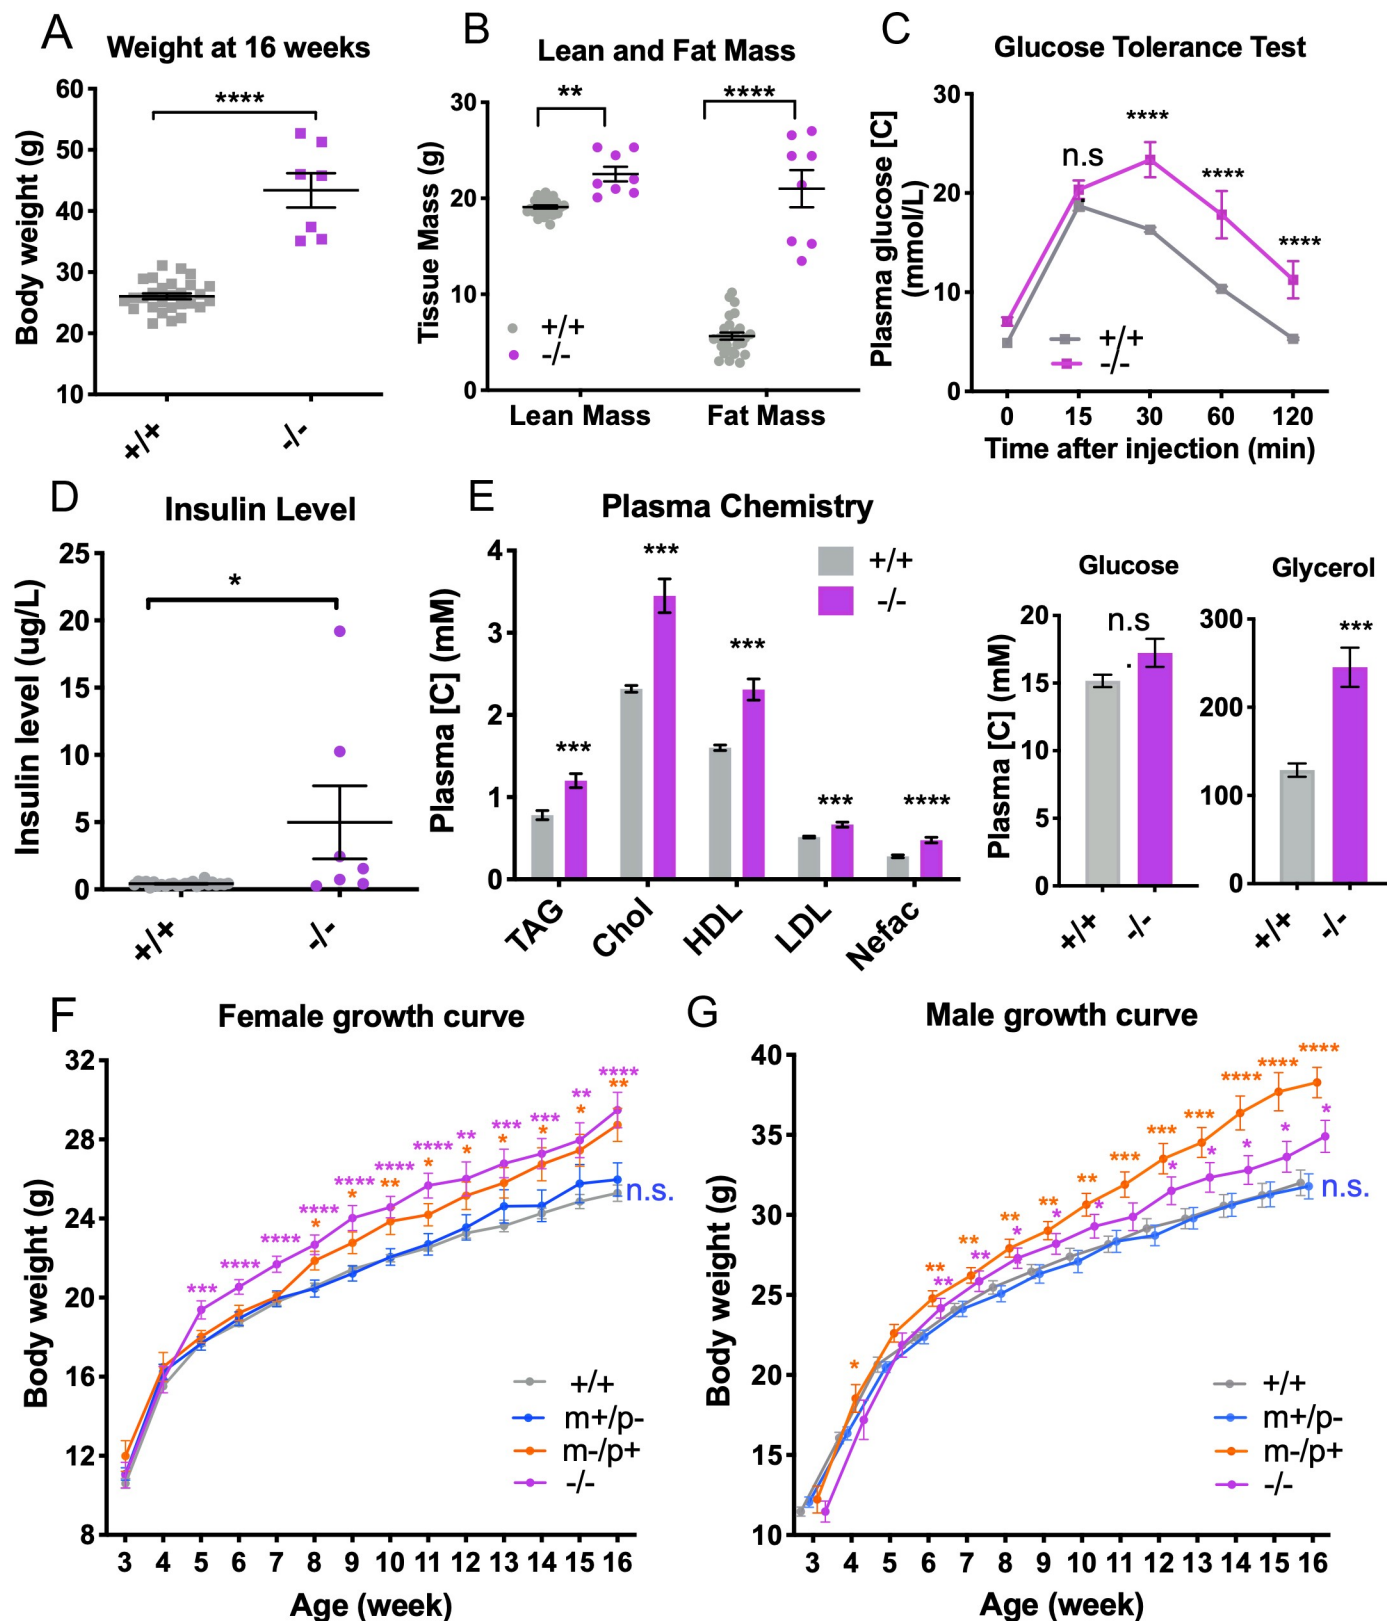 A
Weight at 16 weeks
Body weight (g)
60
50
40
30
20
10
****
+/+
-/-
B
Lean and Fat Mass
Tissue Mass (g)
30
20
10
0
**
****
+/+
-/-
Lean Mass
Fat Mass
C
Glucose Tolerance Test
Plasma glucose [C]
(mmol/L)
30
20
10
0
n.s
****
****
****
+/+
-/-
0 15 30 60 120
Time after injection (min)
D
Insulin Level
Insulin level (ug/L)
25
20
15
10
5
0
*
+/+
-/-
E
Plasma Chemistry
Plasma [C] (mM)
4
3
2
1
0
***
***
***
***
****
+/+
-/-
TAG
Chol
HDL
LDL
Nefac
Glucose
Plasma [C] (mM)
20
15
10
5
0
n.s
+/+
-/-
Glycerol
300
200
100
0
***
+/+
-/-
F
Female growth curve
Body weight (g)
32
28
24
20
16
12
8
***
****
****
****
*
****
*
****
**
****
*
**
*
***
*
***
*
**
*
****
**
n.s.
+/+
m+/p-
m-/p+
-/-
3 4 5 6 7 8 9 10 11 12 13 14 15 16
Age (week)
G
Male growth curve
Body weight (g)
40
35
30
25
20
15
10
*
**
**
**
**
**
*
**
*
**
*
***
***
*
***
*
****
*
****
*
****
*
n.s.
+/+
m+/p-
m-/p+
-/-
3 4 5 6 7 8 9 10 11 12 13 14 15 16
Age (week)